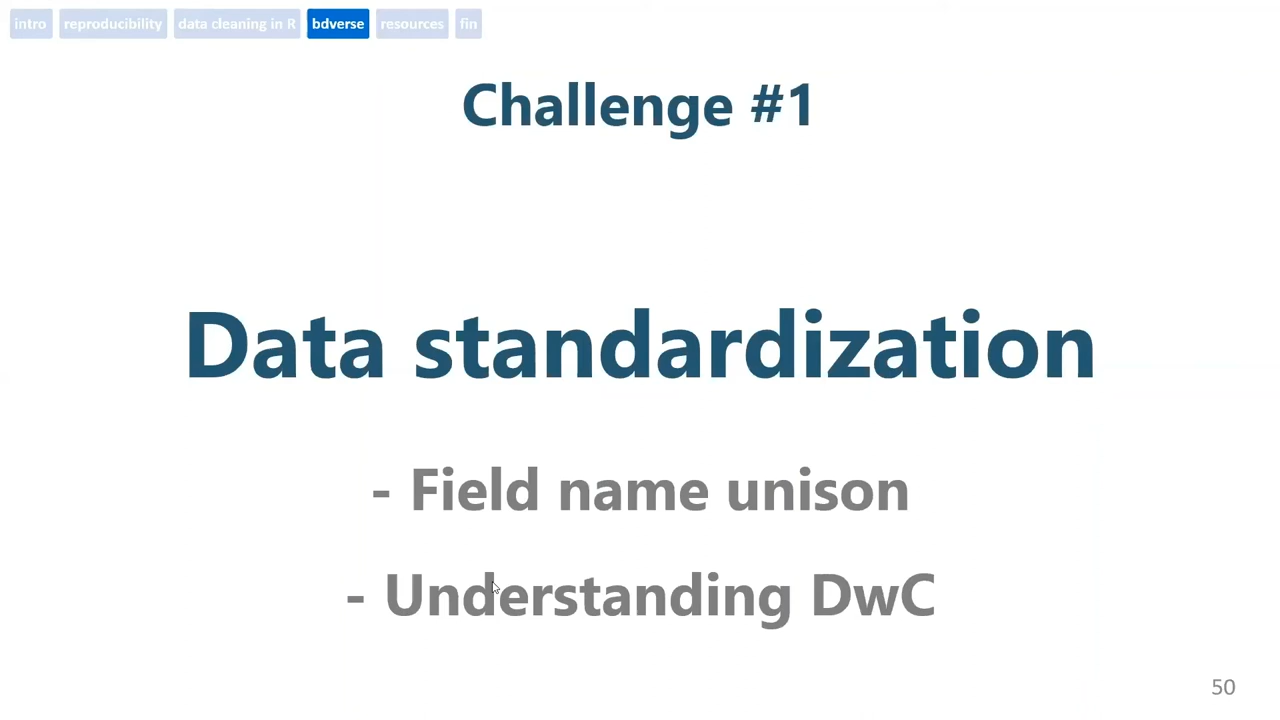 intro reproducibility data cleaning in R bdverse resources fin
Challenge #1
Data standardization
- Field name unison
- Understanding DwC
50